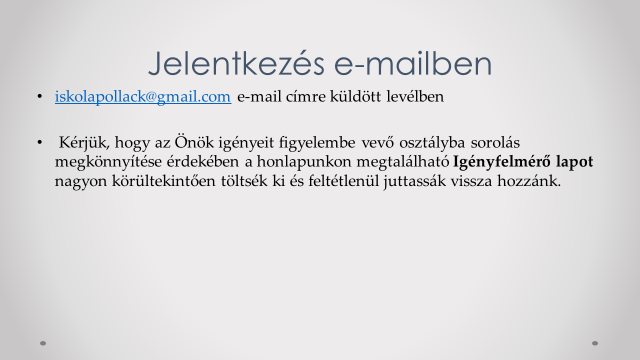 Jelentkezés e-mailben
• iskolapollack@gmail.com e-mail címre küldött levélben
• Kérjük, hogy az Önök igényeit figyelembe vevő osztályba sorolás
megkönnyítése érdekében a honlapunkon megtalálható Igényfelmérő lapot
nagyon körültekintően töltsék ki és feltétlenül juttassák vissza hozzánk.